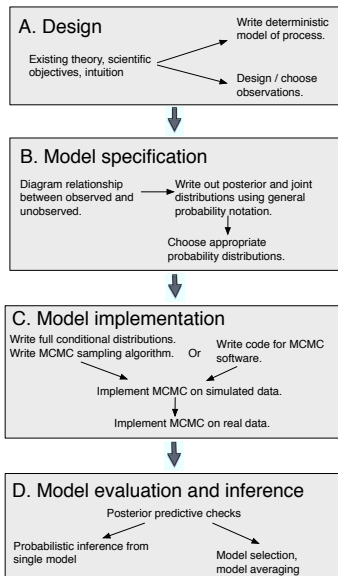 A. Design
Write deterministic
model of process.
Existing theory, scientific
objectives, intuition
Design / choose
observations.
B. Model specification
Diagram relationship
between observed and
unobserved.
Write out posterior and joint
distributions using general
probability notation.
Choose appropriate
probability distributions.
C. Model implementation
Write full conditional distributions.
Write MCMC sampling algorithm.
Or
Write code for MCMC
software.
Implement MCMC on simulated data.
Implement MCMC on real data.
D. Model evaluation and inference
Posterior predictive checks
Probabilistic inference from
single model
Model selection,
model averaging